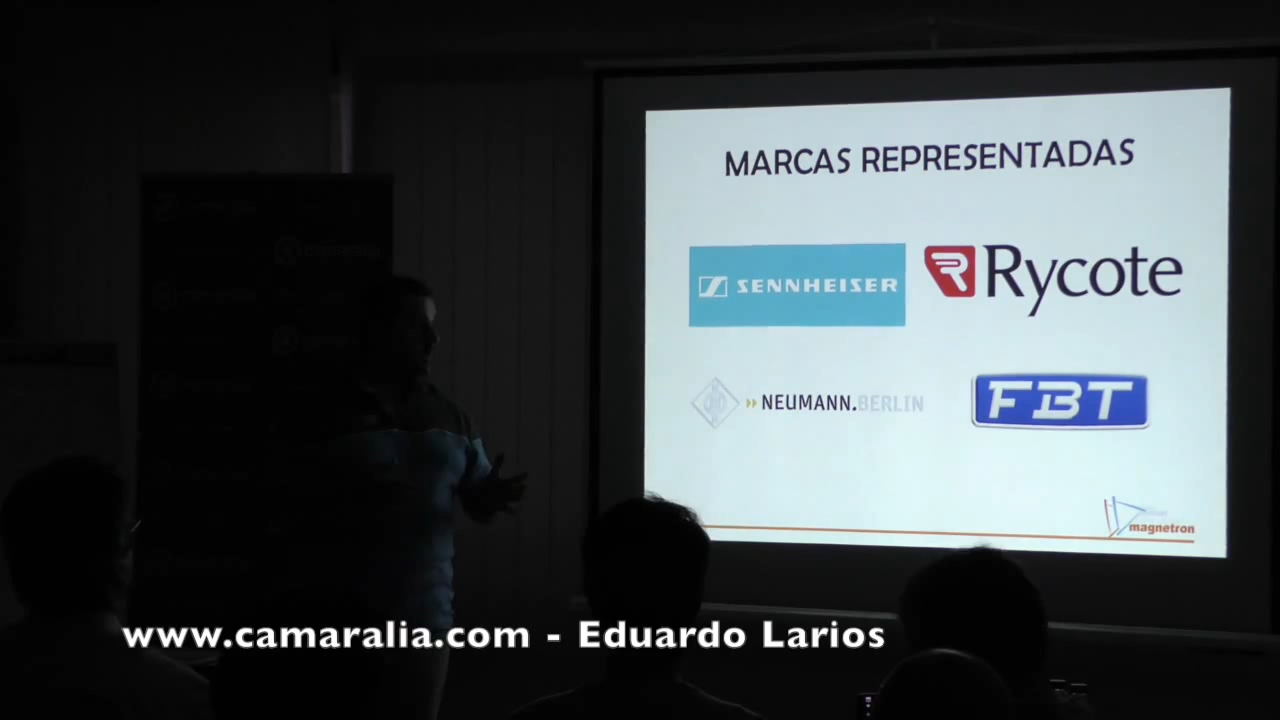 MARCAS REPRESENTADAS
SENNHEISER
Rycote
NEUMANN.BERLIN
FBT
magnetron
www.camaralia.com - Eduardo Larios